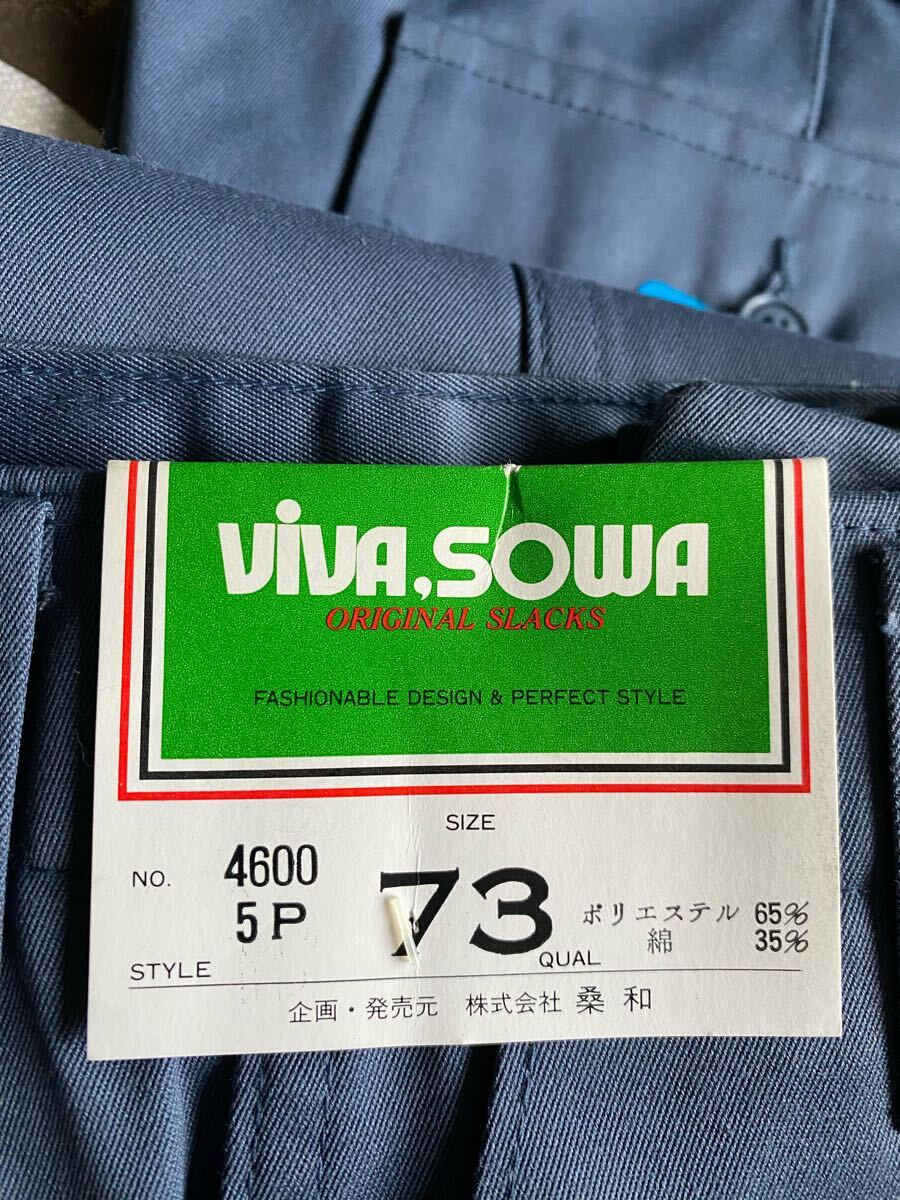 ViVA,SOWA
ORIGINAL SLACKS
FASHIONABLE DESIGN & PERFECT STYLE
SIZE
NO. 4600 73 ポリエステル 65%
5P 綿 35%
STYLE QUAL
企画・発売元 株式会社 桑和